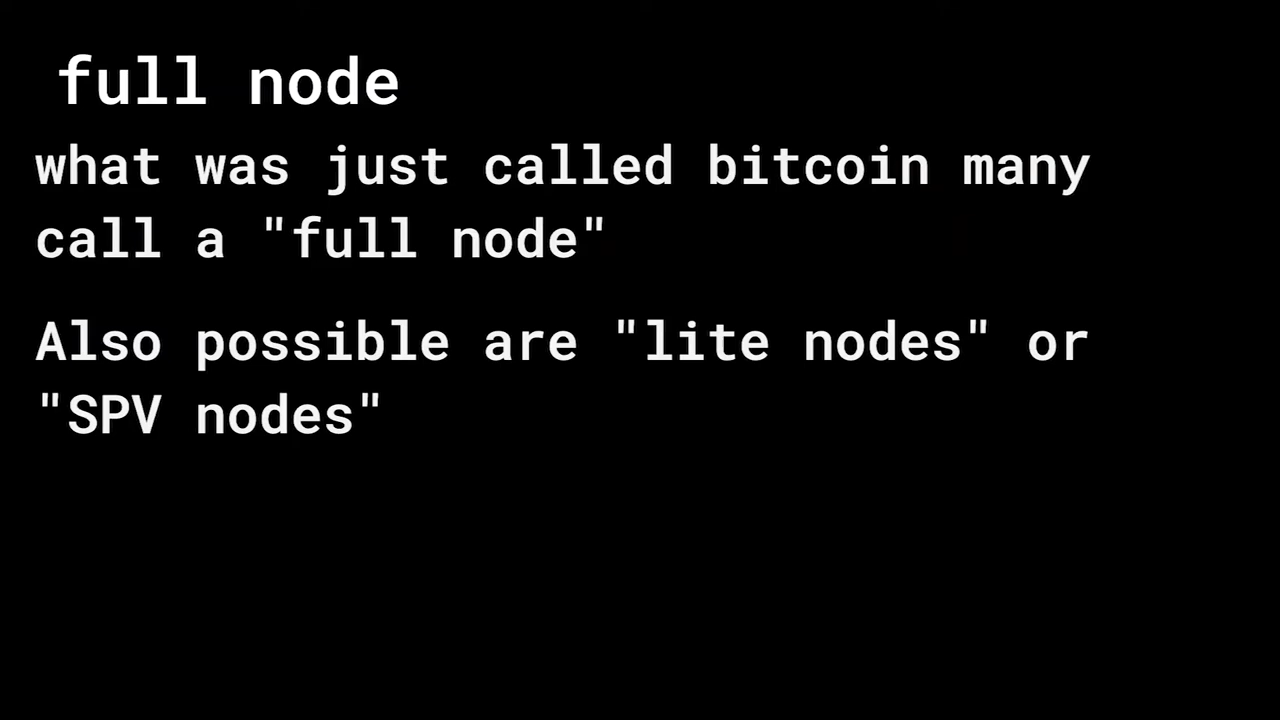 full node
what was just called bitcoin many
call a "full node"
Also possible are "lite nodes" or
"SPV nodes"